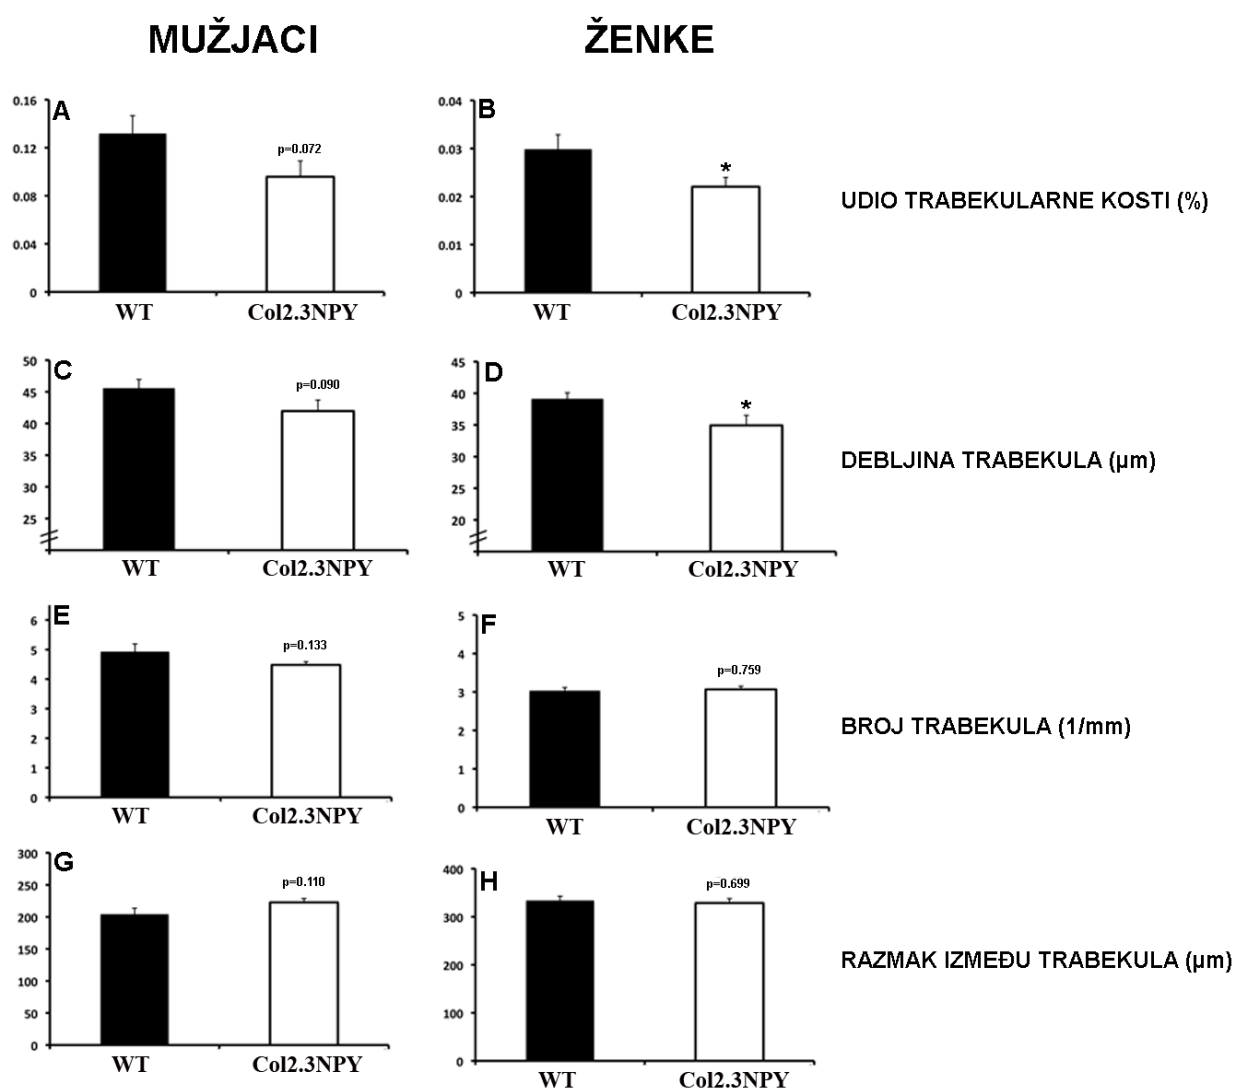 MUŽJACI
ŽENKE
A
0.16
0.12
0.08
0.04
0
p=0.072
WT
Col2.3NPY
B
0.04
0.03
0.02
0.01
0
*
WT
Col2.3NPY
UDIO TRABEKULARNE KOSTI (%)
C
50
45
40
35
30
25
p=0.090
WT
Col2.3NPY
D
45
40
35
30
25
20
*
WT
Col2.3NPY
DEBLJINA TRABEKULA (µm)
E
6
5
4
3
2
1
0
p=0.133
WT
Col2.3NPY
F
5
4
3
2
1
0
p=0.759
WT
Col2.3NPY
BROJ TRABEKULA (1/mm)
G
300
250
200
150
100
50
0
p=0.110
WT
Col2.3NPY
H
400
300
200
100
0
p=0.699
WT
Col2.3NPY
RAZMAK IZMEĐU TRABEKULA (µm)